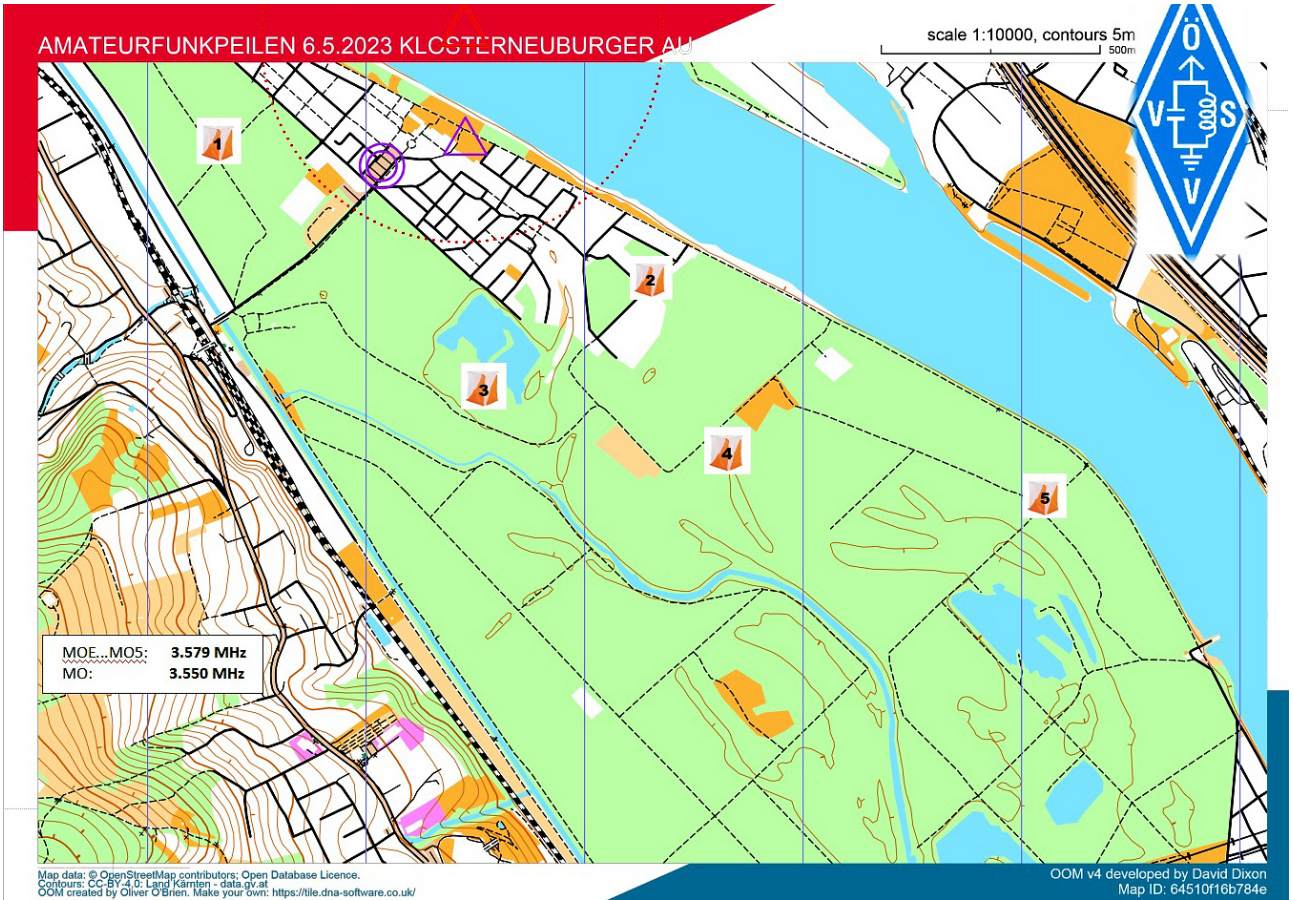 AMATEURFUNKPEILEN 6.5.2023 KLOSTERNEUBURGER AU
scale 1:10000, contours 5m
500m
Ö
V S
V
1
2
3
4
5
MOE...MO5: 3.579 MHz
MO: 3.550 MHz
Map data: © OpenStreetMap contributors; Open Database Licence.
Contours: CC-BY-4.0: Land Kärnten - data.gv.at
OOM created by Oliver O'Brien. Make your own: https://tile.dna-software.co.uk/
OOM v4 developed by David Dixon
Map ID: 64510f16b784e